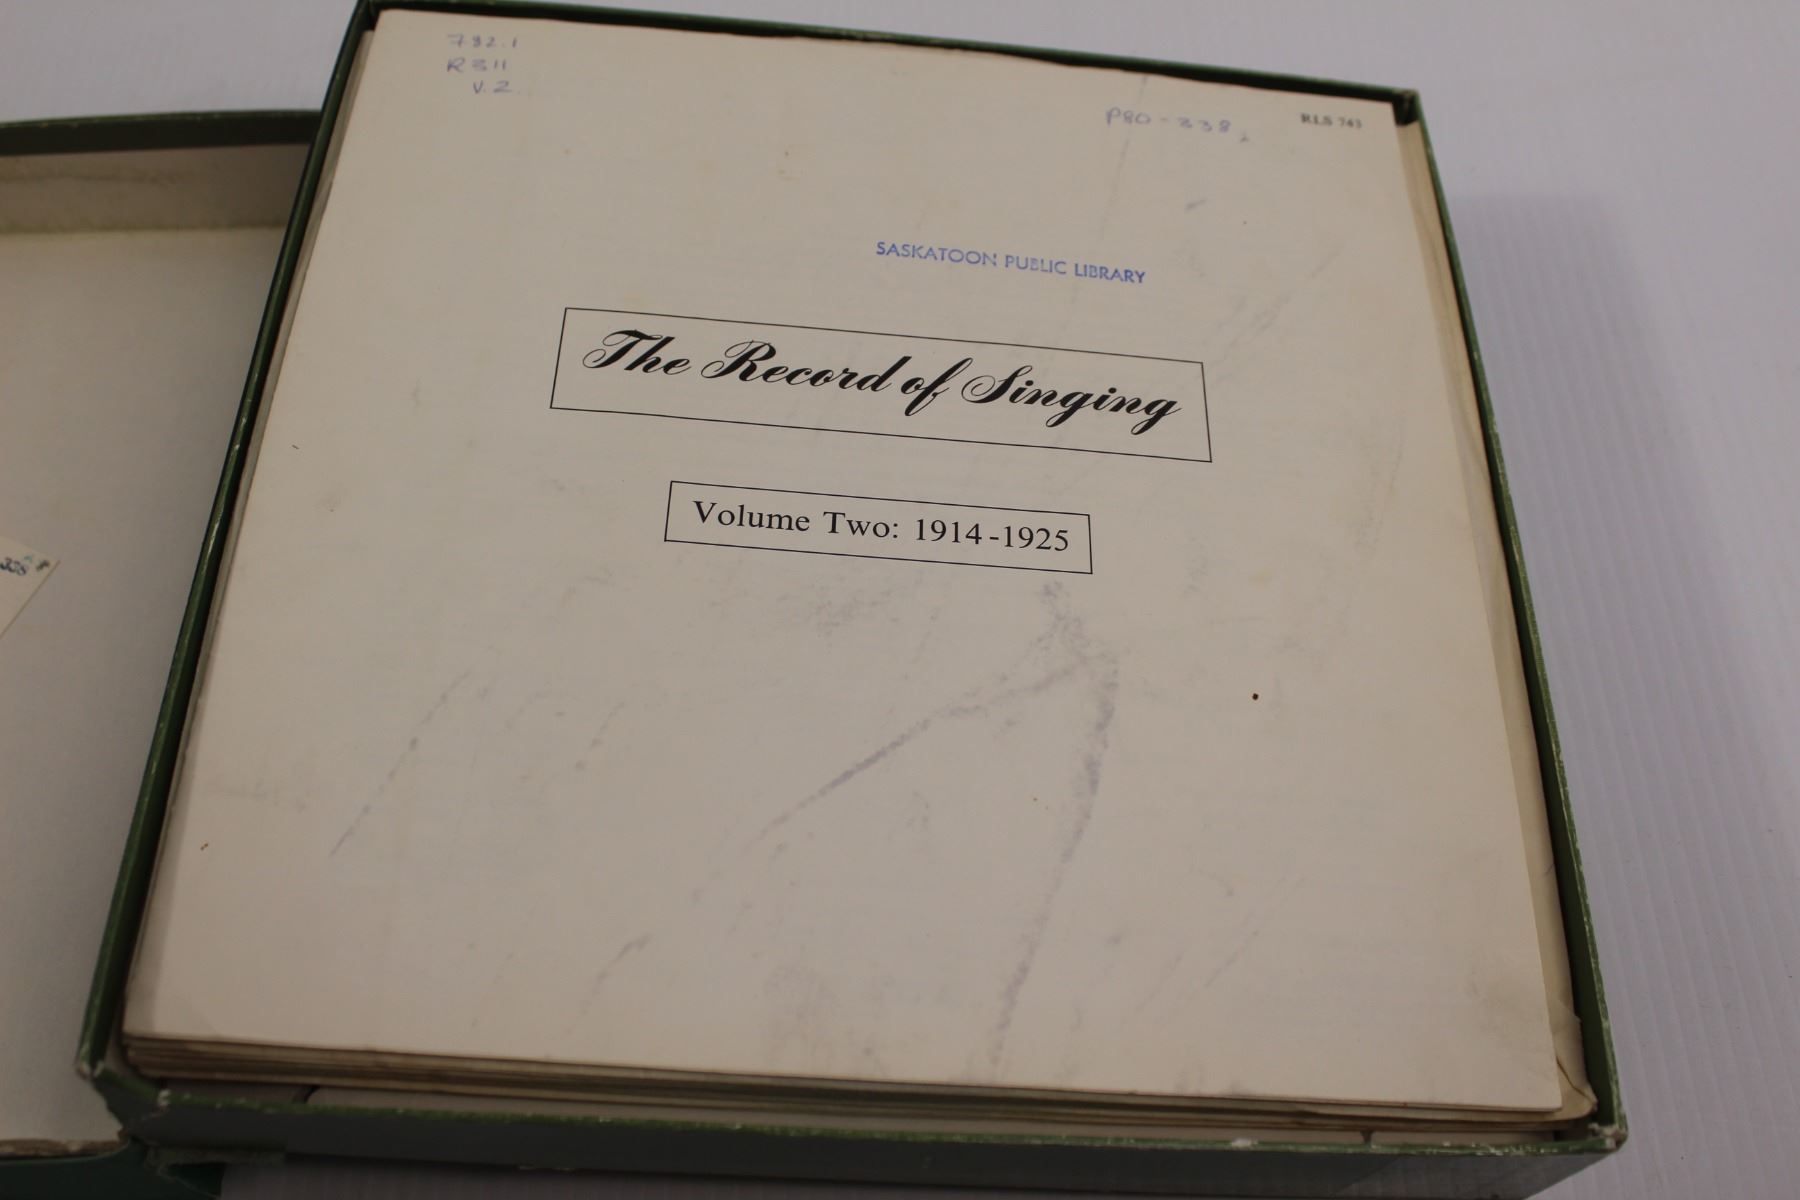 782.1
R311
V.2.
P80-338
RLS 743
SASKATOON PUBLIC LIBRARY
The Record of Singing
Volume Two: 1914-1925
338